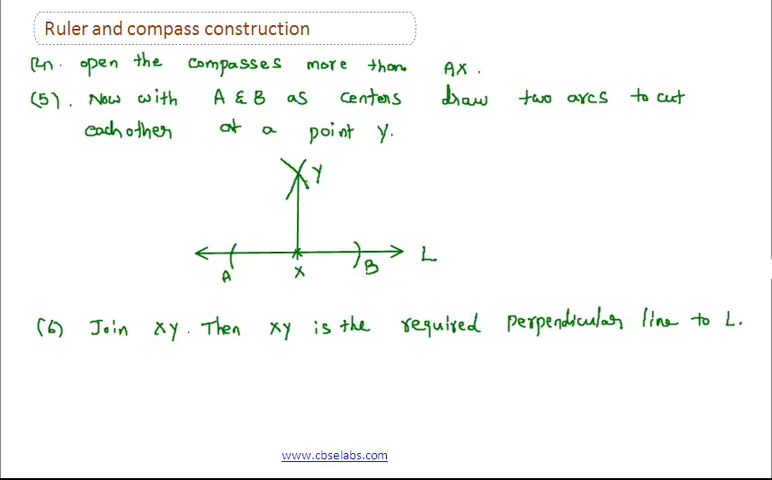 Ruler and compass construction
(4). open the compasses more than AX.
(5). Now with A & B as centers draw two arcs to cut
each other at a point Y.
Y
L
A
X
B
(6) Join XY. Then XY is the required perpendicular line to L.
www.cbselabs.com